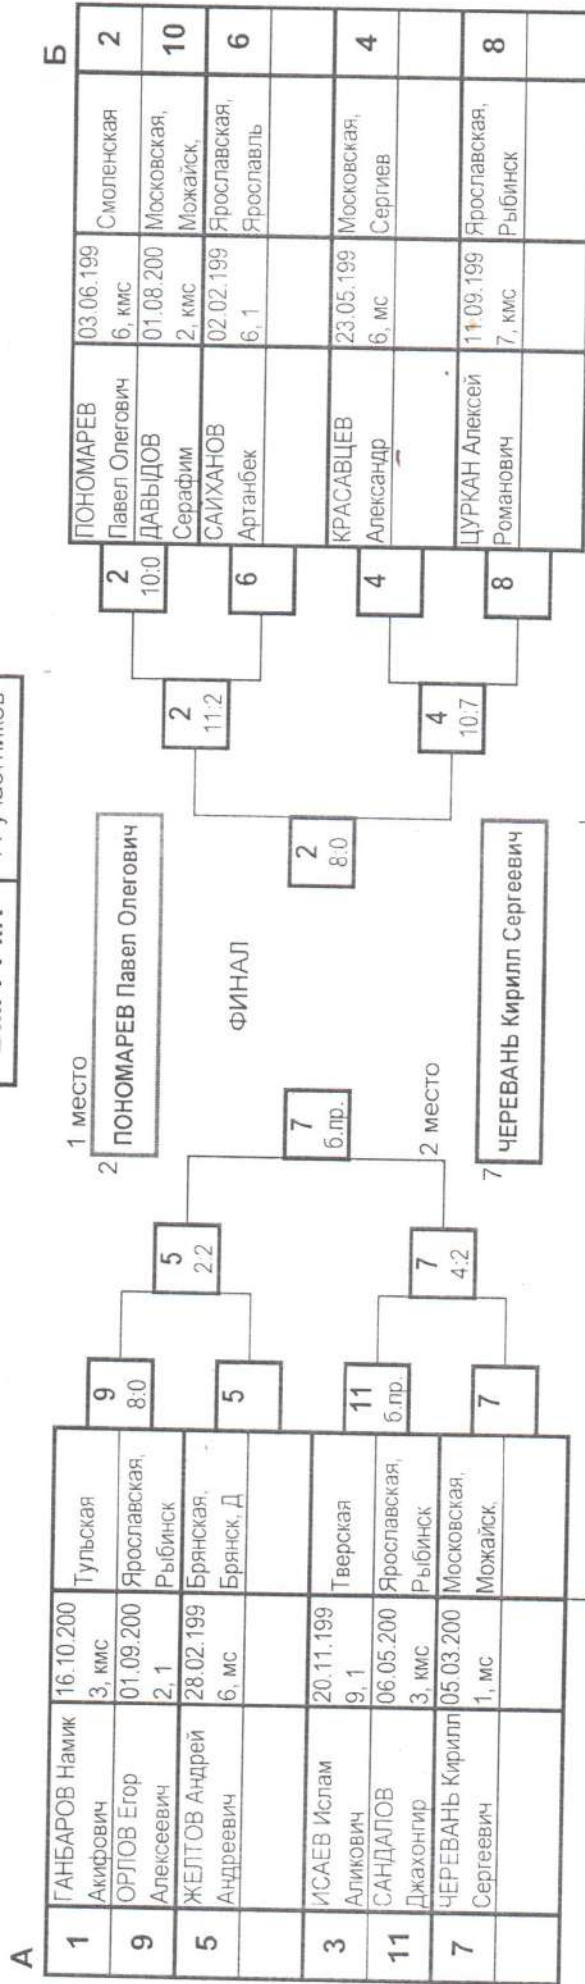 А
1 ГАНБАРОВ Намик 16.10.200 Тульская
Акифович 3, кмс
9 ОРЛОВ Егор 01.09.200 Ярославская,
Алексеевич 2, 1 Рыбинск
5 ЖЕЛТОВ Андрей 28.02.199 Брянская,
Андреевич 6, мс Брянск, Д
3 ИСАЕВ Ислам 20.11.199 Тверская
Аликович 9, 1
11 САНДАЛОВ 06.05.200 Ярославская,
Джахонгир 3, кмс Рыбинск
7 ЧЕРЕВАНЬ Кирилл 05.03.200 Московская,
Сергеевич 1, мс Можайск,
9
8:0
5
11
б.пр.
7
5
2:2
7
4:2
7
б.пр.
1 место
2 ПОНОМАРЕВ Павел Олегович
ФИНАЛ
2 место
7 ЧЕРЕВАНЬ Кирилл Сергеевич
2
8:0
2
11:2
4
10:7
2
10:0
6
4
8
Б
ПОНОМАРЕВ 03.06.199 Смоленская 2
Павел Олегович 6, кмс
ДАВЫДОВ 01.08.200 Московская, 10
Серафим 2, кмс Можайск,
САИХАНОВ 02.02.199 Ярославская, 6
Артанбек 6, 1 Ярославль
КРАСАВЦЕВ 23.05.199 Московская, 4
Александр 6, мс Сергиев
ЦУРКАН Алексей 11.09.199 Ярославская, 8
Романович 7, кмс Рыбинск